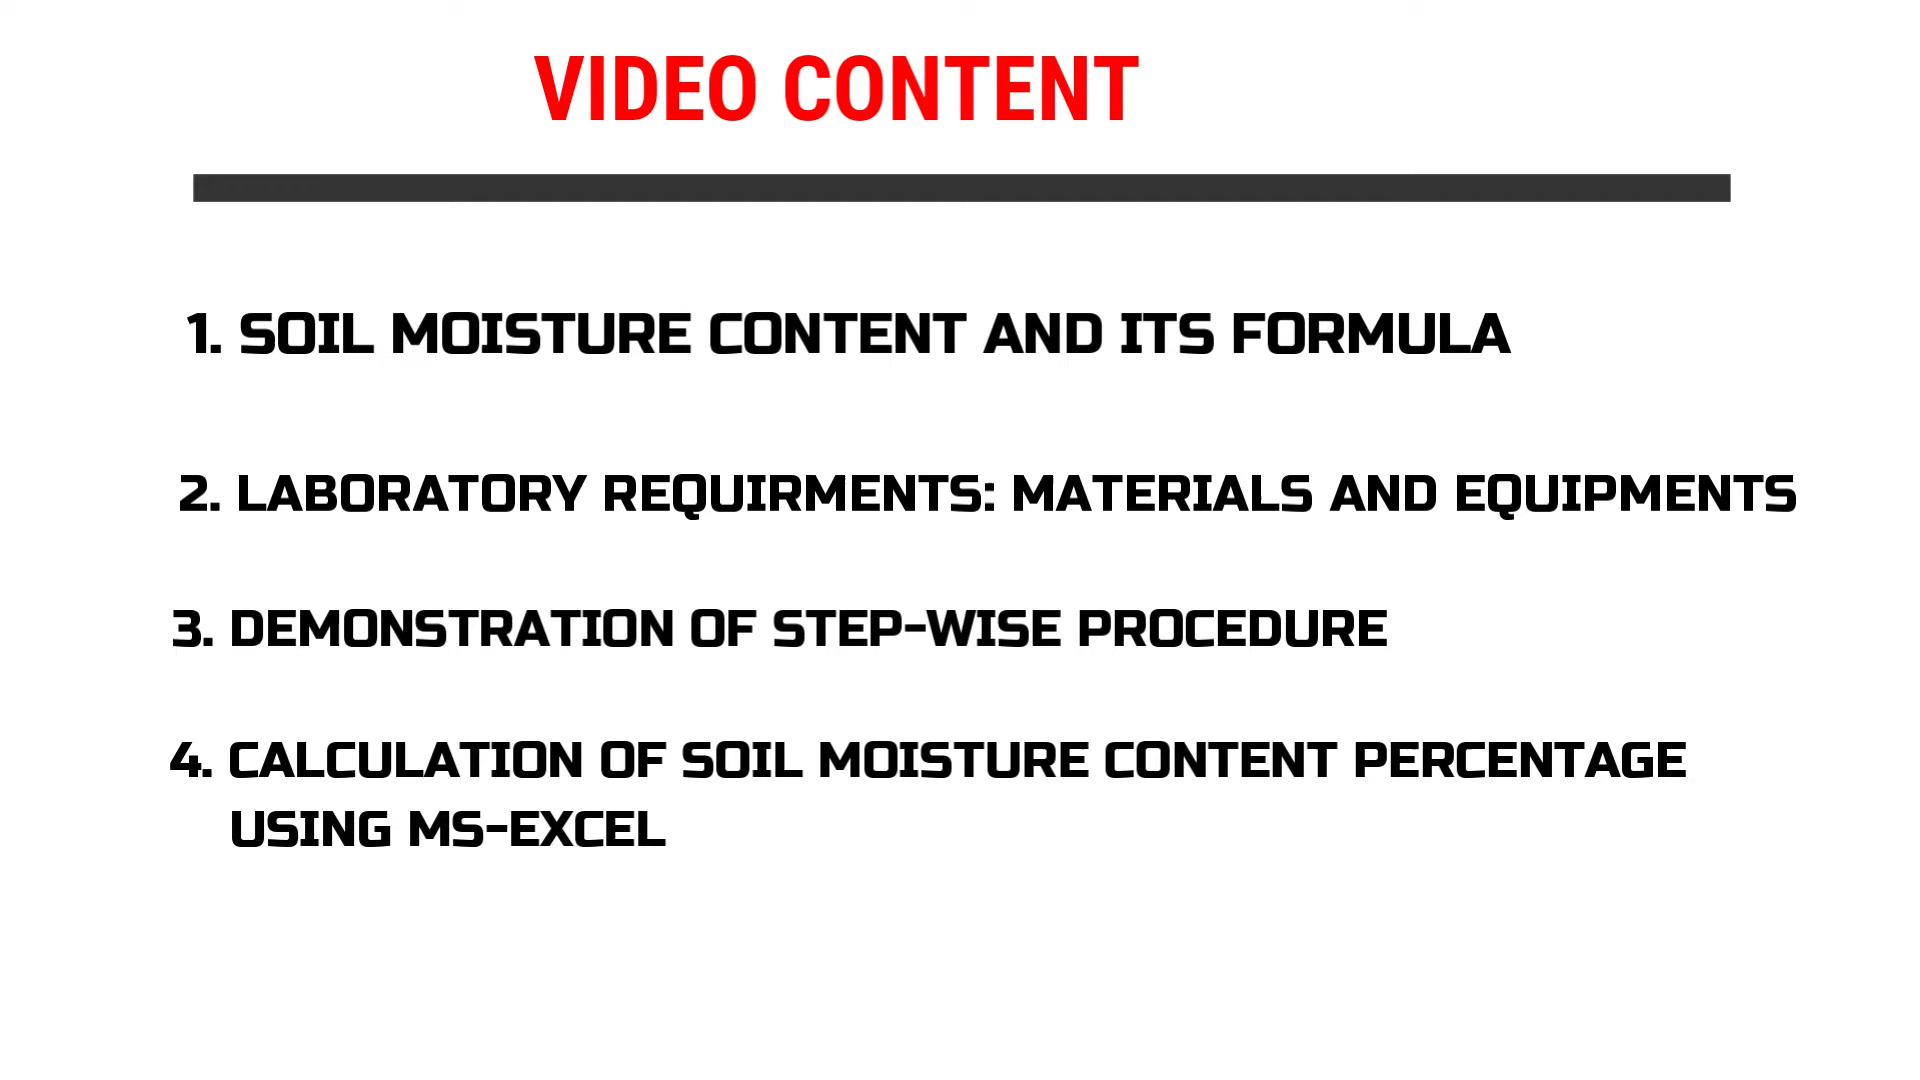 VIDEO CONTENT
1. SOIL MOISTURE CONTENT AND ITS FORMULA
2. LABORATORY REQUIRMENTS: MATERIALS AND EQUIPMENTS
3. DEMONSTRATION OF STEP-WISE PROCEDURE
4. CALCULATION OF SOIL MOISTURE CONTENT PERCENTAGE
USING MS-EXCEL